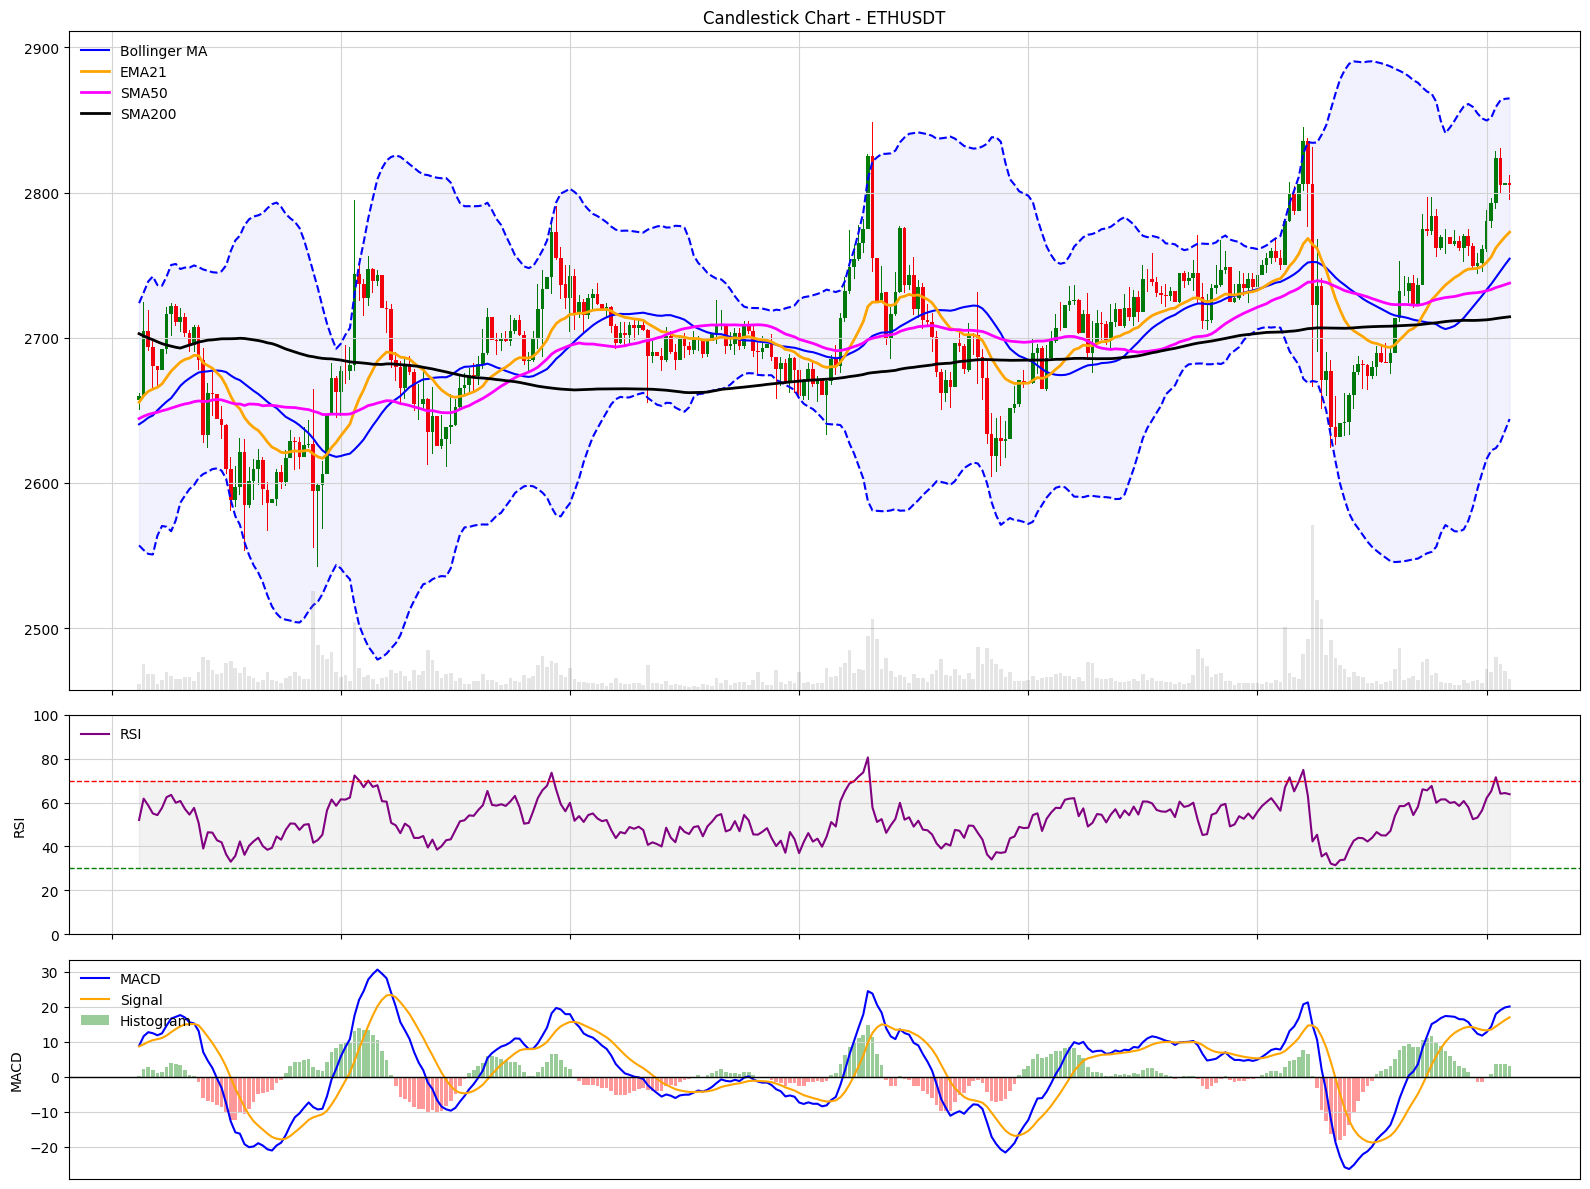 Candlestick Chart - ETHUSDT
2900
2800
2700
2600
2500
Bollinger MA
EMA21
SMA50
SMA200
100
80
60
40
20
0
RSI
RSI
30
20
10
0
−10
−20
MACD
MACD
Signal
Histogram